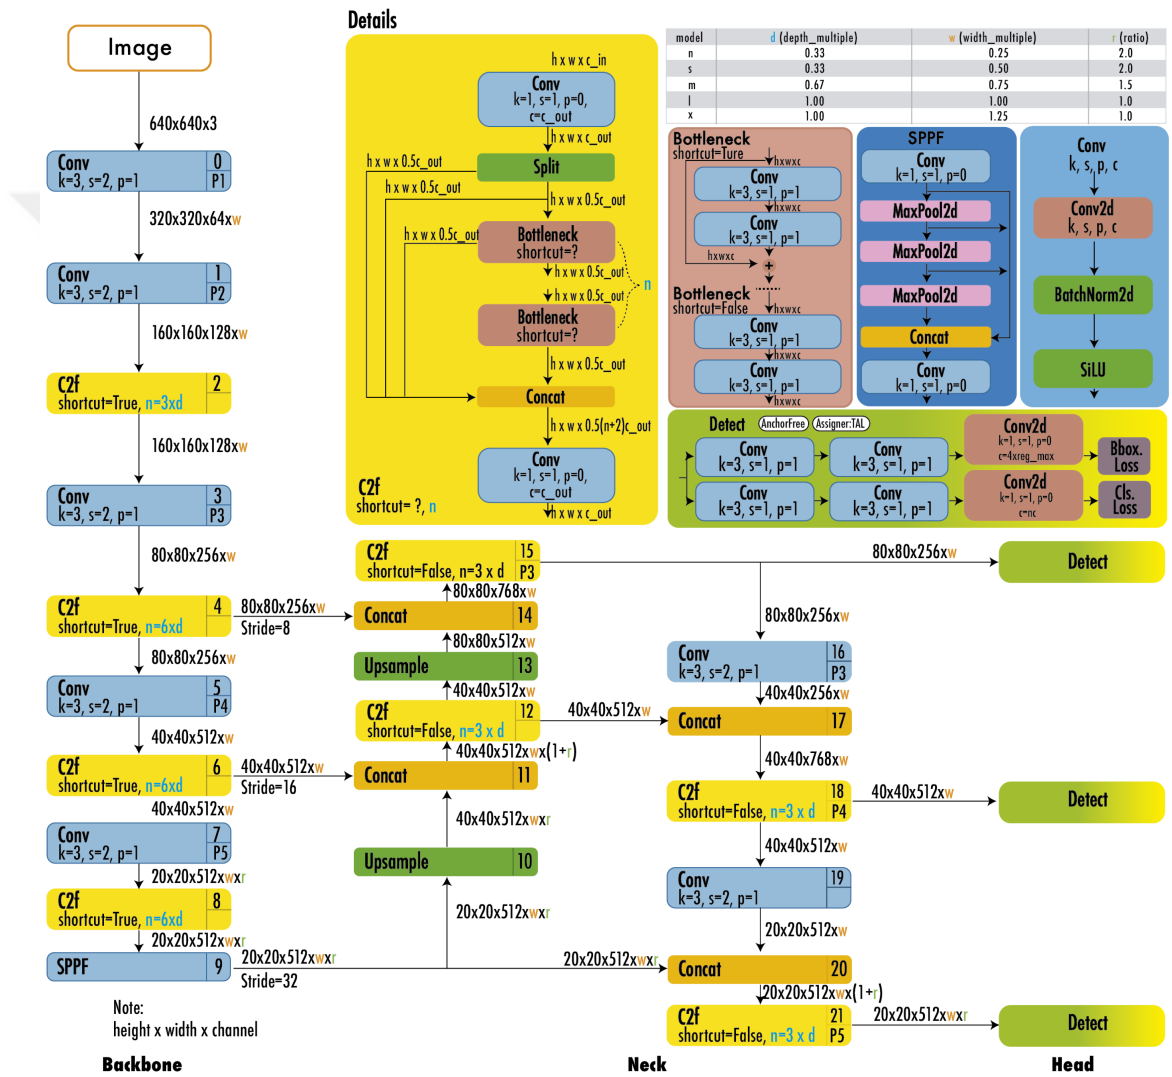 Image
640x640x3
Conv
k=3, s=2, p=1
0
P1
320x320x64xw
Conv
k=3, s=2, p=1
1
P2
160x160x128xw
C2f
shortcut=True, n=3xd
2
160x160x128xw
Conv
k=3, s=2, p=1
3
P3
80x80x256xw
C2f
shortcut=True, n=6xd
4
80x80x256xw
Stride=8
80x80x256xw
Conv
k=3, s=2, p=1
5
P4
40x40x512xw
C2f
shortcut=True, n=6xd
6
40x40x512xw
Stride=16
40x40x512xw
Conv
k=3, s=2, p=1
7
P5
20x20x512xwxr
C2f
shortcut=True, n=6xd
8
20x20x512xwxr
SPPF
9
20x20x512xwxr
Stride=32
Note:
height x width x channel
Backbone
Details
h x w x c_in
Conv
k=1, s=1, p=0,
c=c_out
h x w x c_out
h x w x 0.5c_out
Split
h x w x 0.5c_out
h x w x 0.5c_out
h x w x 0.5c_out
Bottleneck
shortcut=?
h x w x 0.5c_out
h x w x 0.5c_out
n
Bottleneck
shortcut=?
h x w x 0.5c_out
Concat
h x w x 0.5(n+2)c_out
Conv
k=1, s=1, p=0,
c=c_out
C2f
shortcut= ?, n
h x w x c_out
model d (depth_multiple) w (width_multiple) r (ratio)
n 0.33 0.25 2.0
s 0.33 0.50 2.0
m 0.67 0.75 1.5
l 1.00 1.00 1.0
x 1.00 1.25 1.0
Bottleneck
shortcut=Ture
hxwxc
Conv
k=3, s=1, p=1
hxwxc
Conv
k=3, s=1, p=1
hxwxc
+
Bottleneck
shortcut=False
hxwxc
Conv
k=3, s=1, p=1
hxwxc
Conv
k=3, s=1, p=1
hxwxc
SPPF
Conv
k=1, s=1, p=0
MaxPool2d
MaxPool2d
MaxPool2d
Concat
Conv
k=1, s=1, p=0
Conv
k, s, p, c
Conv2d
k, s, p, c
BatchNorm2d
SiLU
Detect
AnchorFree
Assigner:TAL
Conv
k=3, s=1, p=1
Conv
k=3, s=1, p=1
Conv2d
k=1, s=1, p=0
c=4xreg_max
Bbox.
Loss
Conv
k=3, s=1, p=1
Conv
k=3, s=1, p=1
Conv2d
k=1, s=1, p=0
c=nc
Cls.
Loss
C2f
shortcut=False, n=3 x d
15
P3
80x80x256xw
Detect
80x80x768xw
Concat
14
80x80x512xw
Upsample
13
40x40x512xw
C2f
shortcut=False, n=3 x d
12
40x40x512xw
40x40x512xwx(1+r)
Concat
11
40x40x512xwxr
Upsample
10
20x20x512xwxr
80x80x256xw
Conv
k=3, s=2, p=1
16
P3
40x40x256xw
Concat
17
40x40x768xw
C2f
shortcut=False, n=3 x d
18
P4
40x40x512xw
Detect
40x40x512xw
Conv
k=3, s=2, p=1
19
20x20x512xw
20x20x512xwxr
Concat
20
20x20x512xwx(1+r)
C2f
shortcut=False, n=3 x d
21
P5
20x20x512xwxr
Detect
Neck
Head